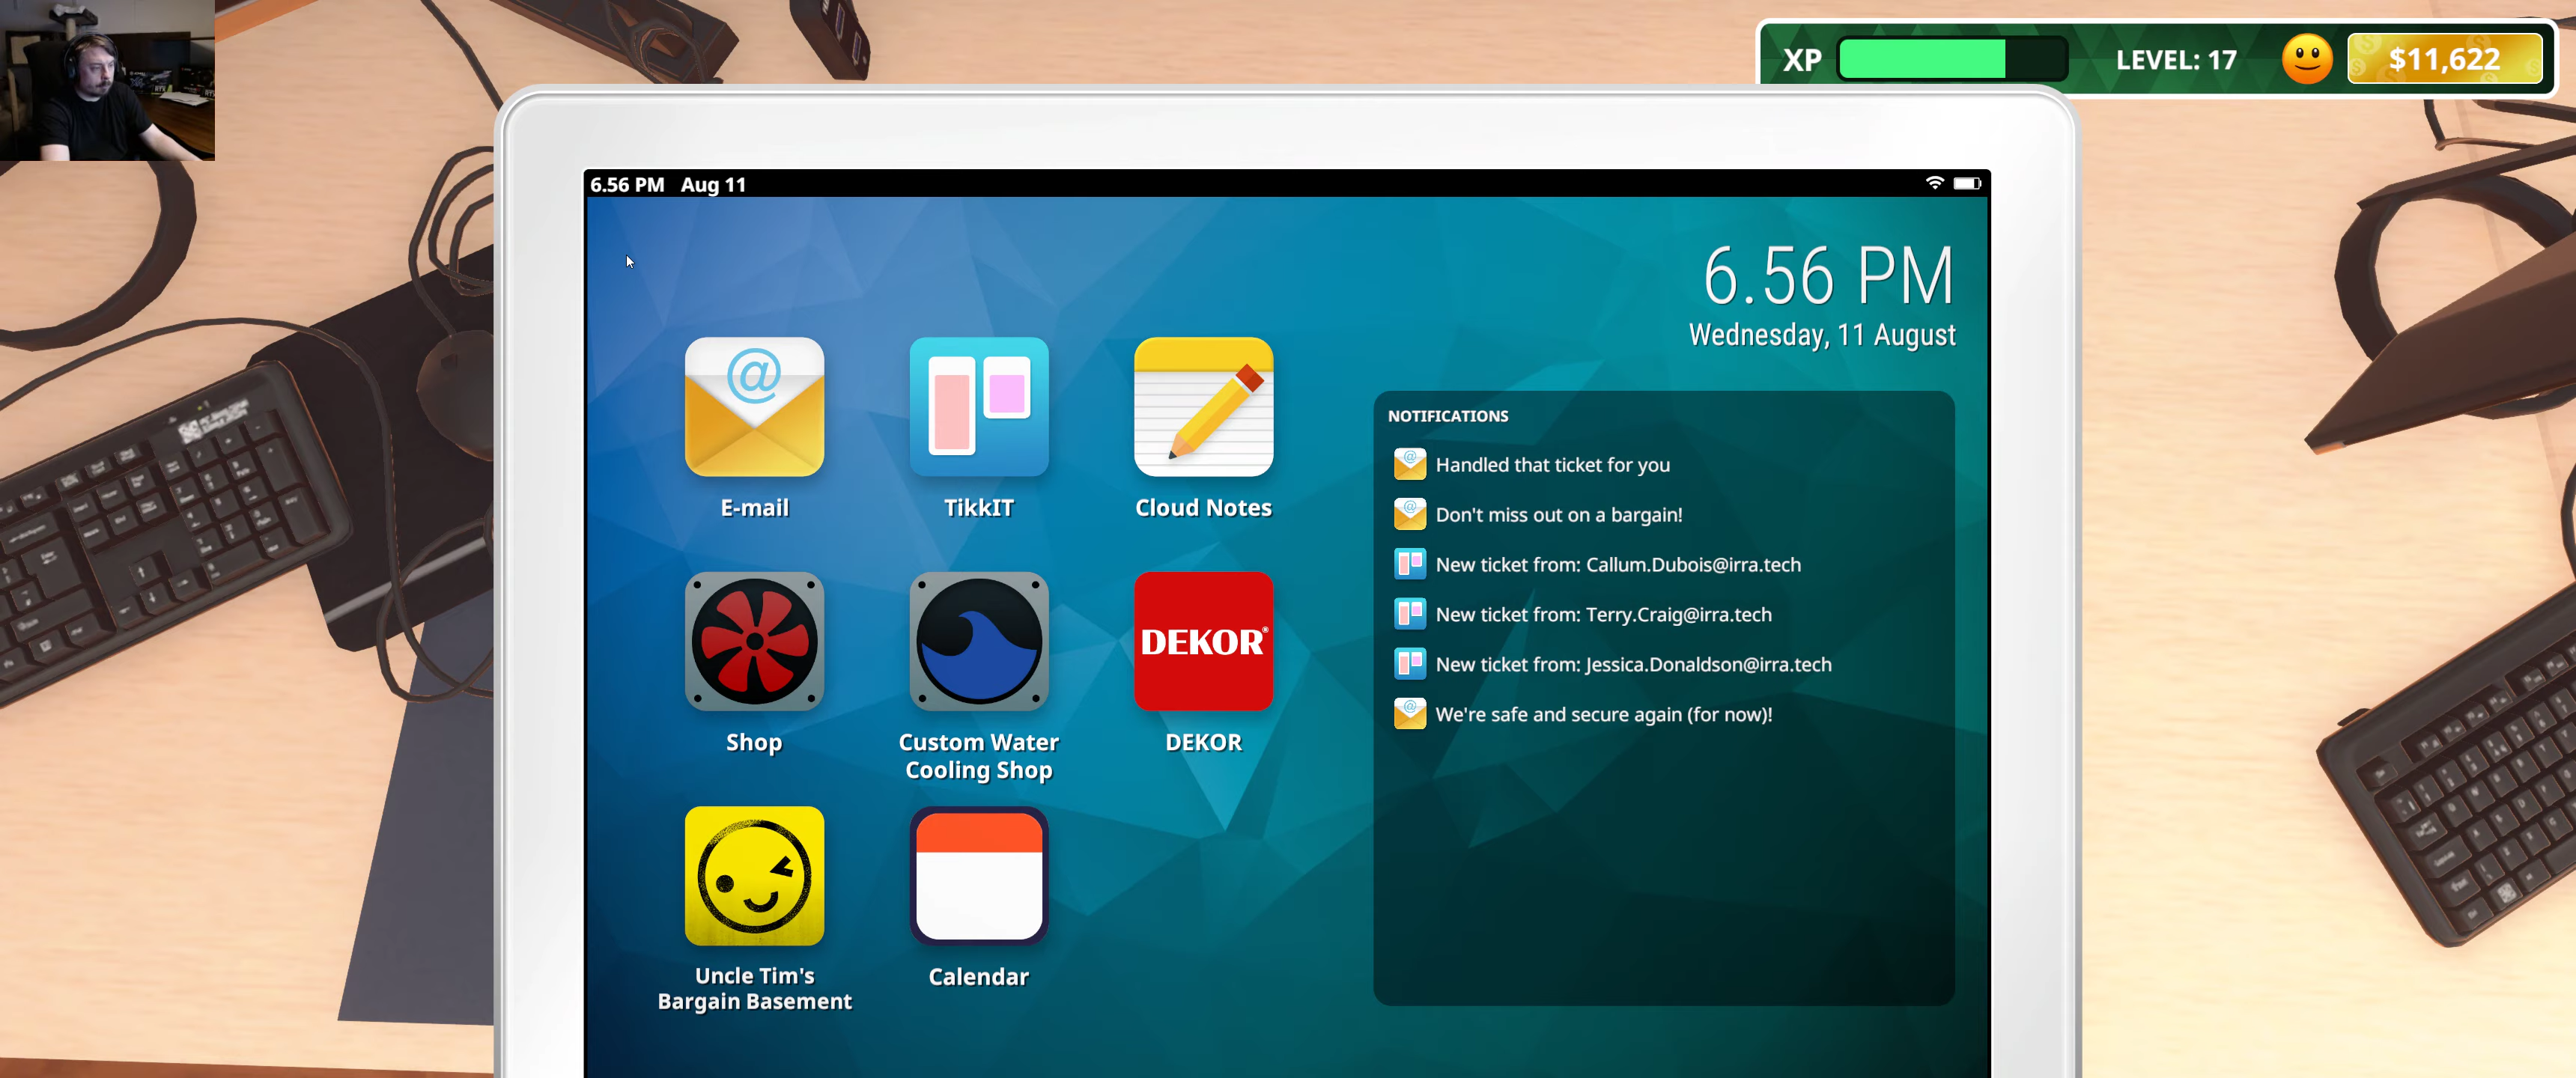 XP
LEVEL: 17
$11,622
6.56 PM Aug 11
6.56 PM
Wednesday, 11 August
E-mail
TikkIT
Cloud Notes
Shop
Custom Water
Cooling Shop
DEKOR®
DEKOR
Uncle Tim's
Bargain Basement
Calendar
NOTIFICATIONS
Handled that ticket for you
Don't miss out on a bargain!
New ticket from: Callum.Dubois@irra.tech
New ticket from: Terry.Craig@irra.tech
New ticket from: Jessica.Donaldson@irra.tech
We're safe and secure again (for now)!